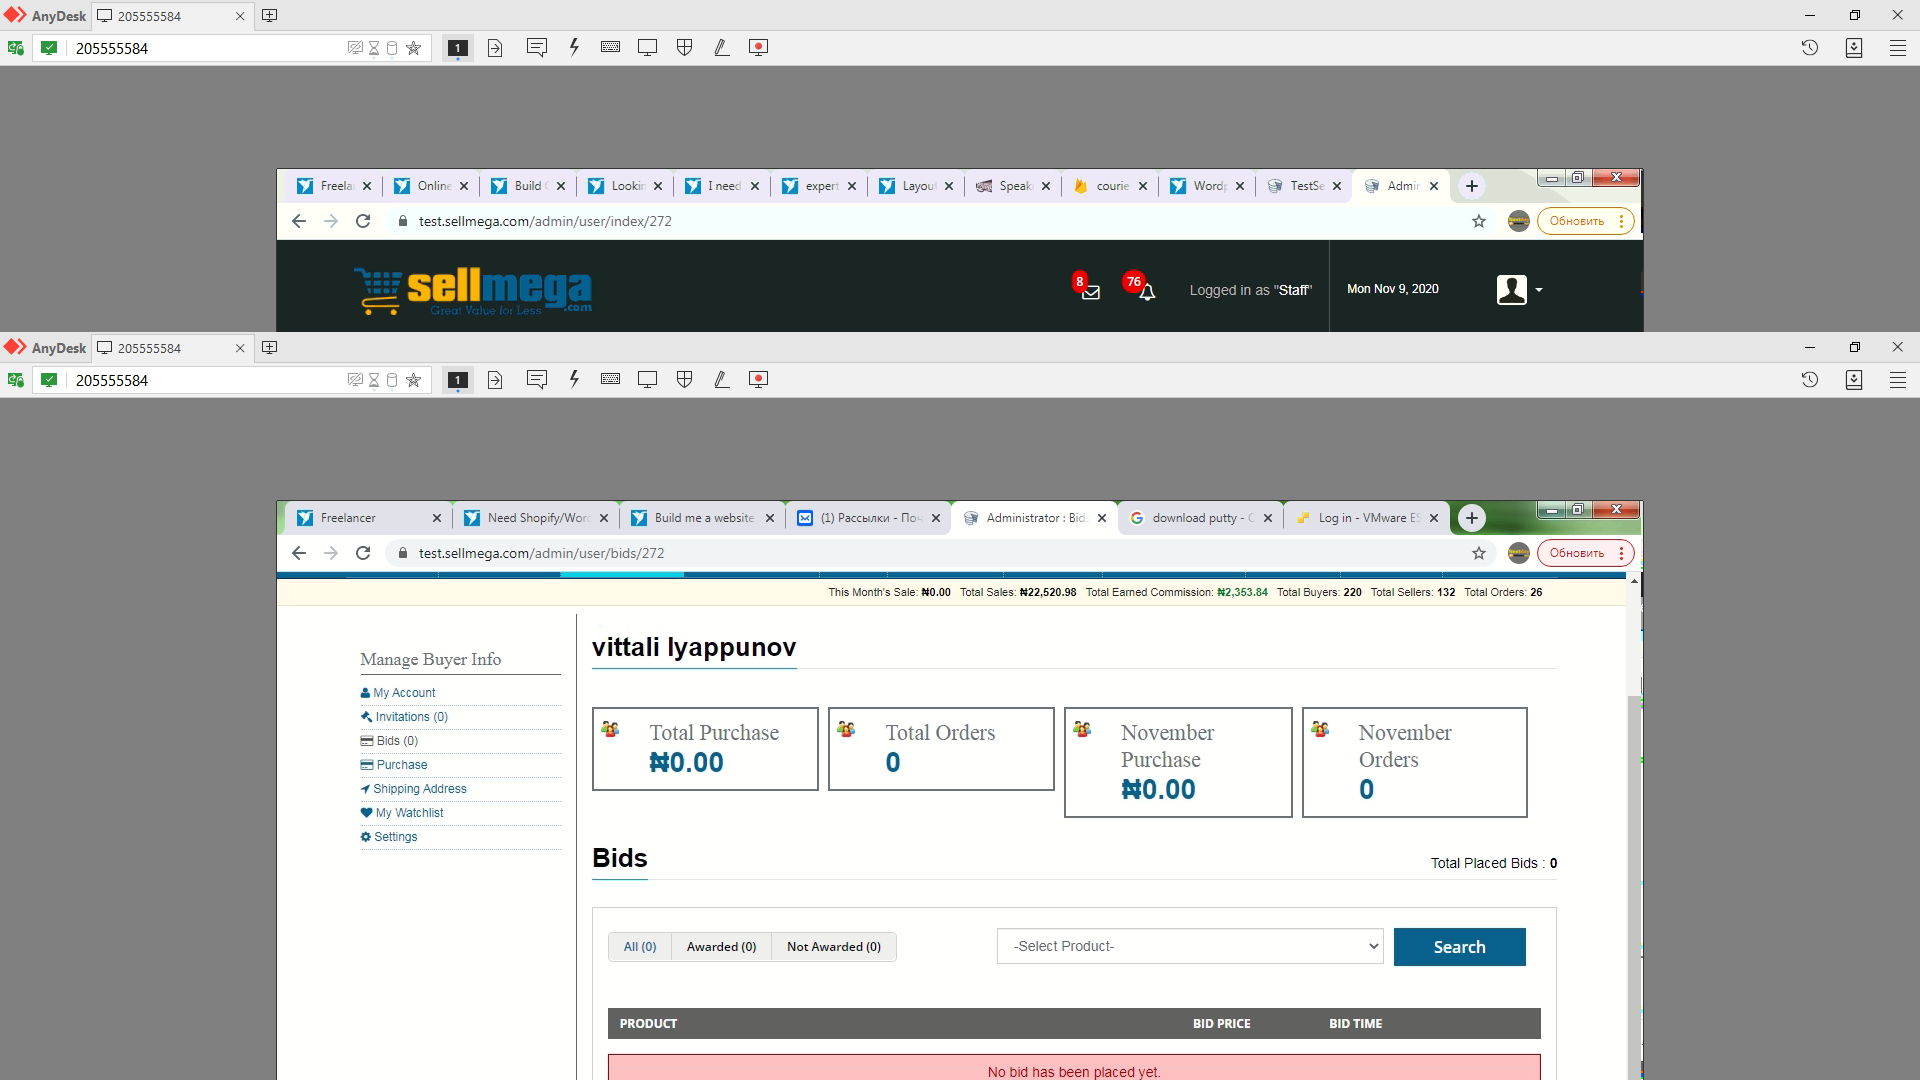 AnyDesk 205555584
205555584 1
Freelan Online Build Lookin I need expert Layou Speak courie Wordp TestSe Admir
test.sellmega.com/admin/user/index/272 Обновить
sellmega.com
Great Value for Less
8 76 Logged in as "Staff" Mon Nov 9, 2020
AnyDesk 205555584
205555584 1
Freelancer Need Shopify/Wor Build me a website (1) Рассылки - По Administrator : Bid download putty - Log in - VMware ES
test.sellmega.com/admin/user/bids/272 Обновить
This Month's Sale: ₦0.00 Total Sales: ₦22,520.98 Total Earned Commission: ₦2,353.84 Total Buyers: 220 Total Sellers: 132 Total Orders: 26
vittali lyappunov
Manage Buyer Info
My Account
Invitations (0)
Bids (0)
Purchase
Shipping Address
My Watchlist
Settings
Total Purchase
₦0.00
Total Orders
0
November
Purchase
₦0.00
November
Orders
0
Bids
Total Placed Bids : 0
All (0) Awarded (0) Not Awarded (0)
-Select Product- Search
PRODUCT BID PRICE BID TIME
No bid has been placed yet.